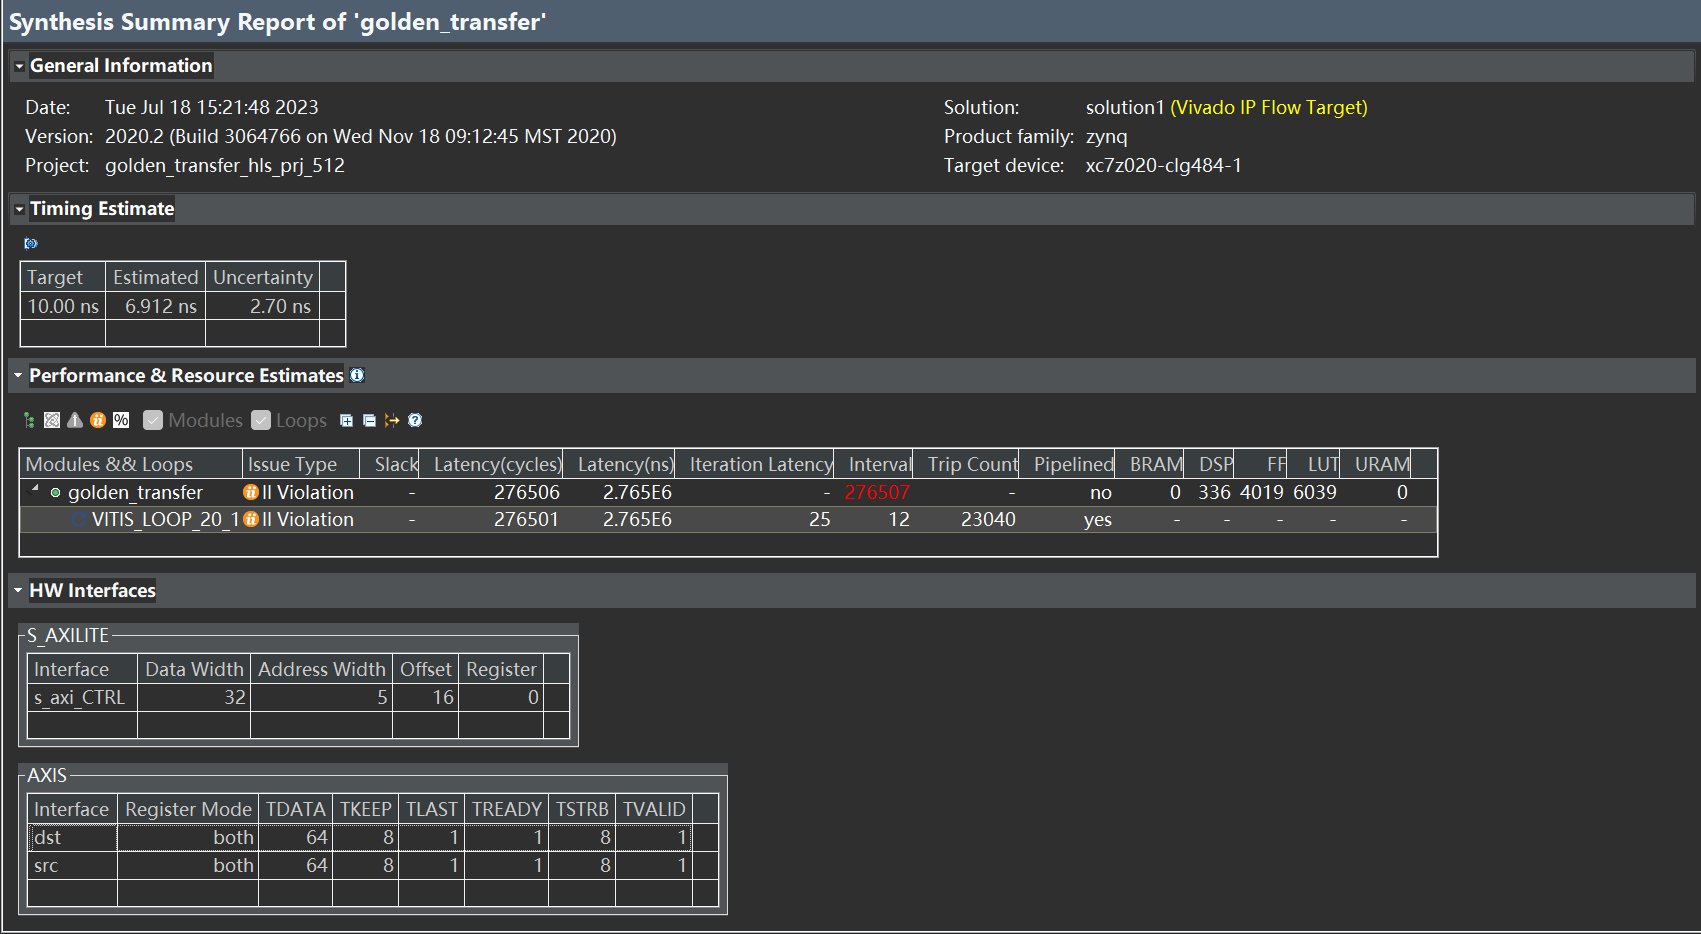 Synthesis Summary Report of 'golden_transfer'
General Information
Date: Tue Jul 18 15:21:48 2023
Version: 2020.2 (Build 3064766 on Wed Nov 18 09:12:45 MST 2020)
Project: golden_transfer_hls_prj_512
Solution: solution1 (Vivado IP Flow Target)
Product family: zynq
Target device: xc7z020-clg484-1
Timing Estimate
Target Estimated Uncertainty
10.00 ns 6.912 ns 2.70 ns
Performance & Resource Estimates
% Modules Loops
Modules && Loops Issue Type Slack Latency(cycles) Latency(ns) Iteration Latency Interval Trip Count Pipelined BRAM DSP FF LUT URAM
golden_transfer II Violation - 276506 2.765E6 - 276507 - no 0 336 4019 6039 0
VITIS_LOOP_20_1 II Violation - 276501 2.765E6 25 12 23040 yes - - - - -
HW Interfaces
S_AXILITE
Interface Data Width Address Width Offset Register
s_axi_CTRL 32 5 16 0
AXIS
Interface Register Mode TDATA TKEEP TLAST TREADY TSTRB TVALID
dst both 64 8 1 1 8 1
src both 64 8 1 1 8 1